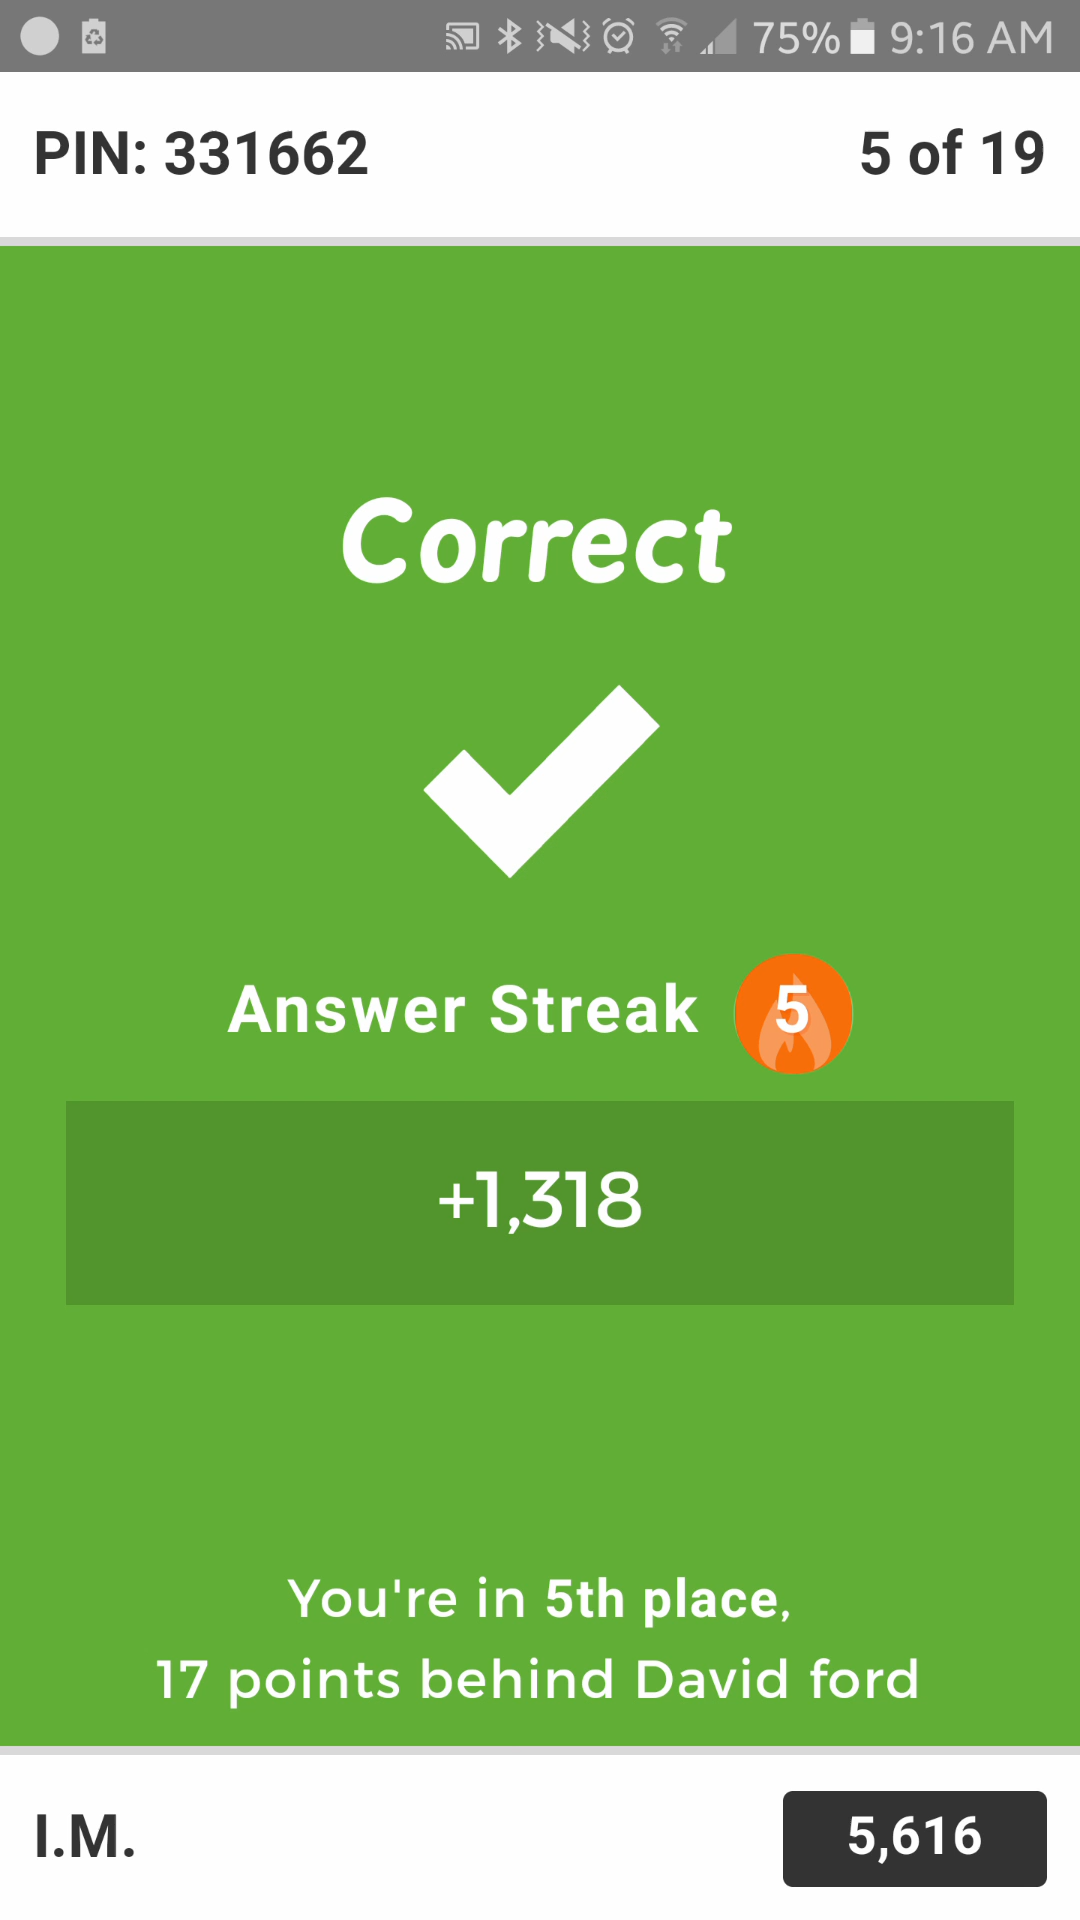 75% 9:16 AM
PIN: 331662 5 of 19
Correct
Answer Streak 5
+1,318
You're in 5th place,
17 points behind David ford
I.M. 5,616